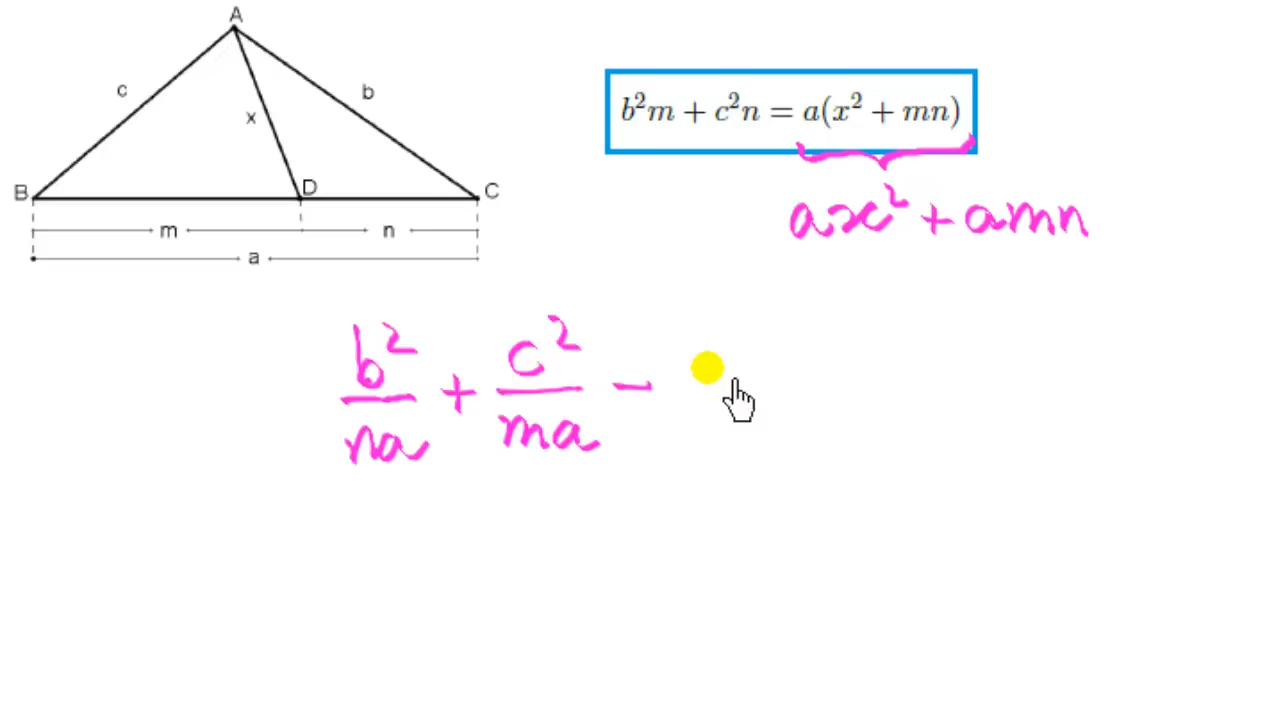 A
c
b
x
B
D
C
m
n
a
b²m + c²n = a(x² + mn)
ax² + amn
b²/na + c²/ma −